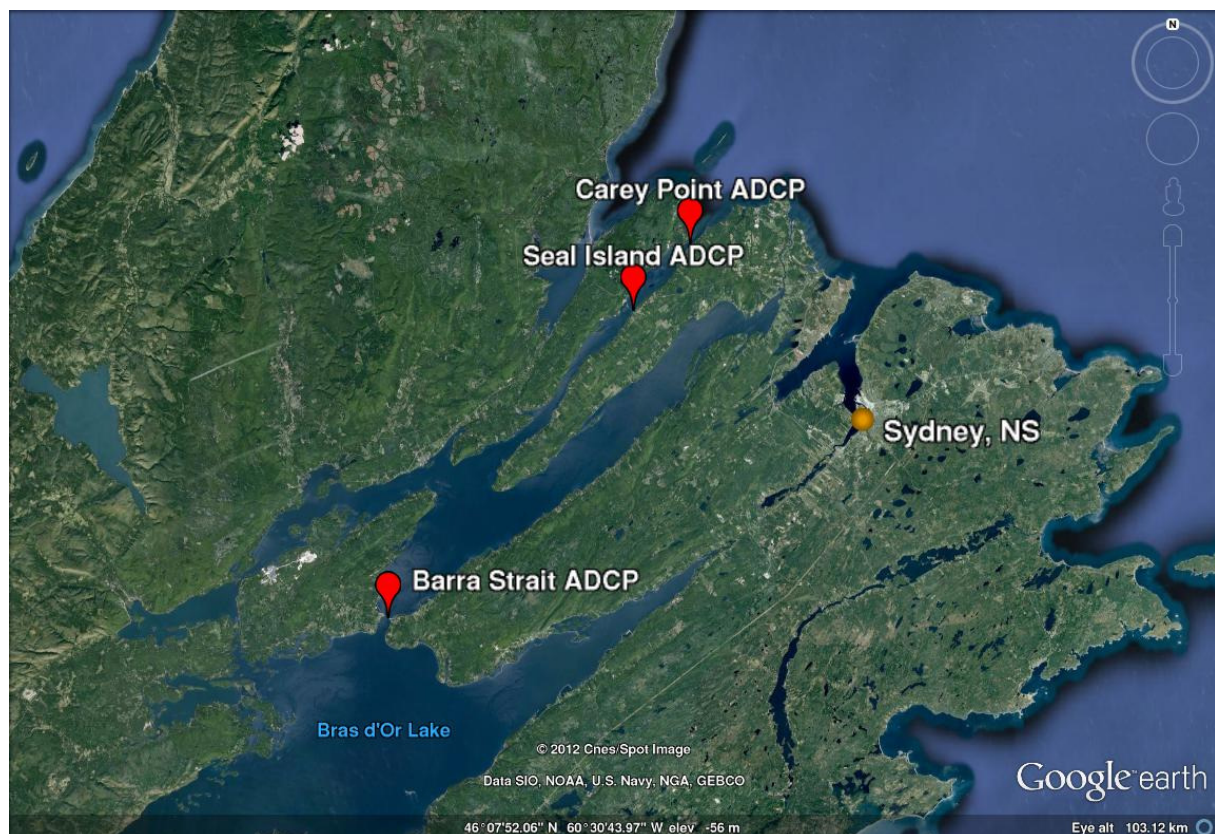 N
Carey Point ADCP
Seal Island ADCP
Sydney, NS
Barra Strait ADCP
Bras d'Or Lake
© 2012 Cnes/Spot Image
Data SIO, NOAA, U.S. Navy, NGA, GEBCO
Google earth
46°07'52.06" N 60°30'43.97" W elev -56 m
Eye alt 103.12 km